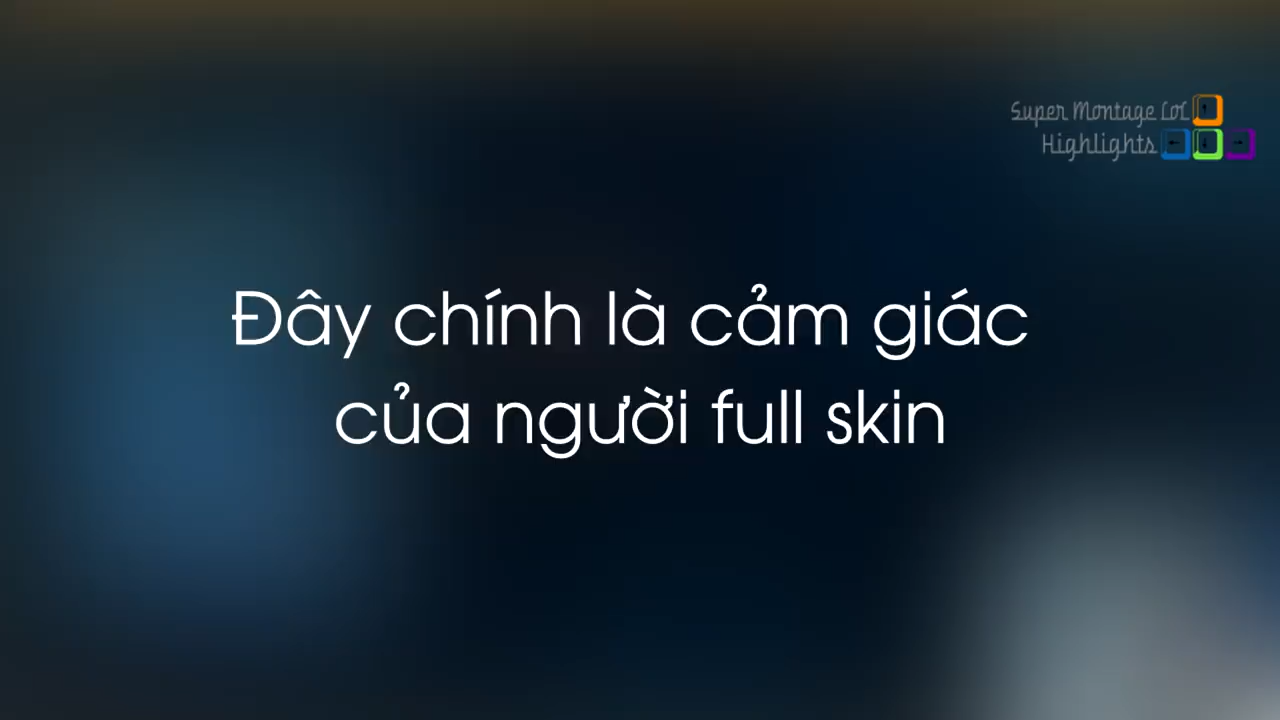 Super Montage LoL
Highlights
Đây chính là cảm giác
của người full skin